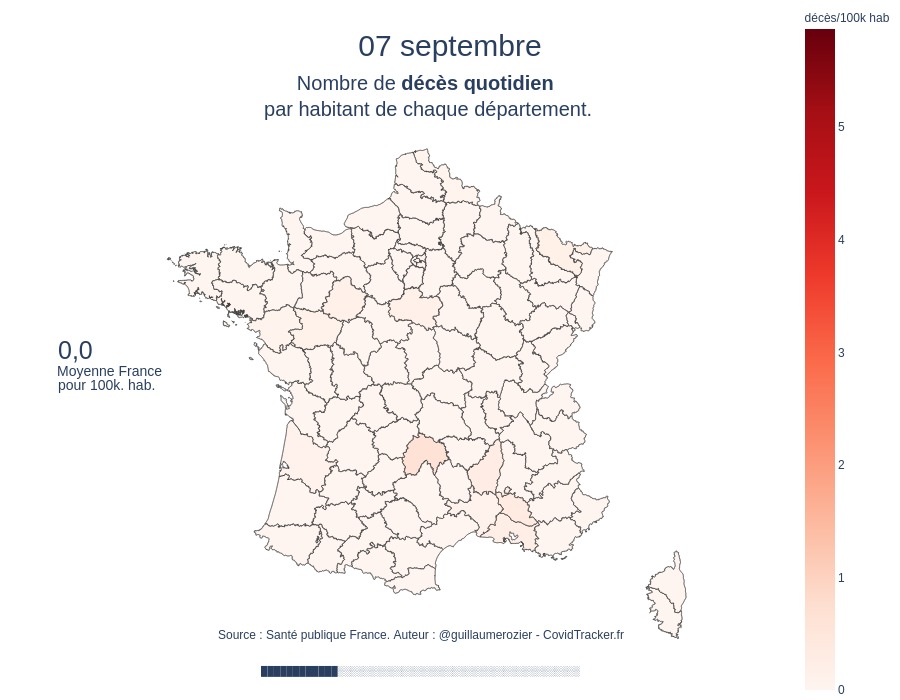 07 septembre
Nombre de décès quotidien
par habitant de chaque département.
décès/100k hab
5
4
3
2
1
0
0,0
Moyenne France
pour 100k. hab.
Source : Santé publique France. Auteur : @guillaumerozier - CovidTracker.fr